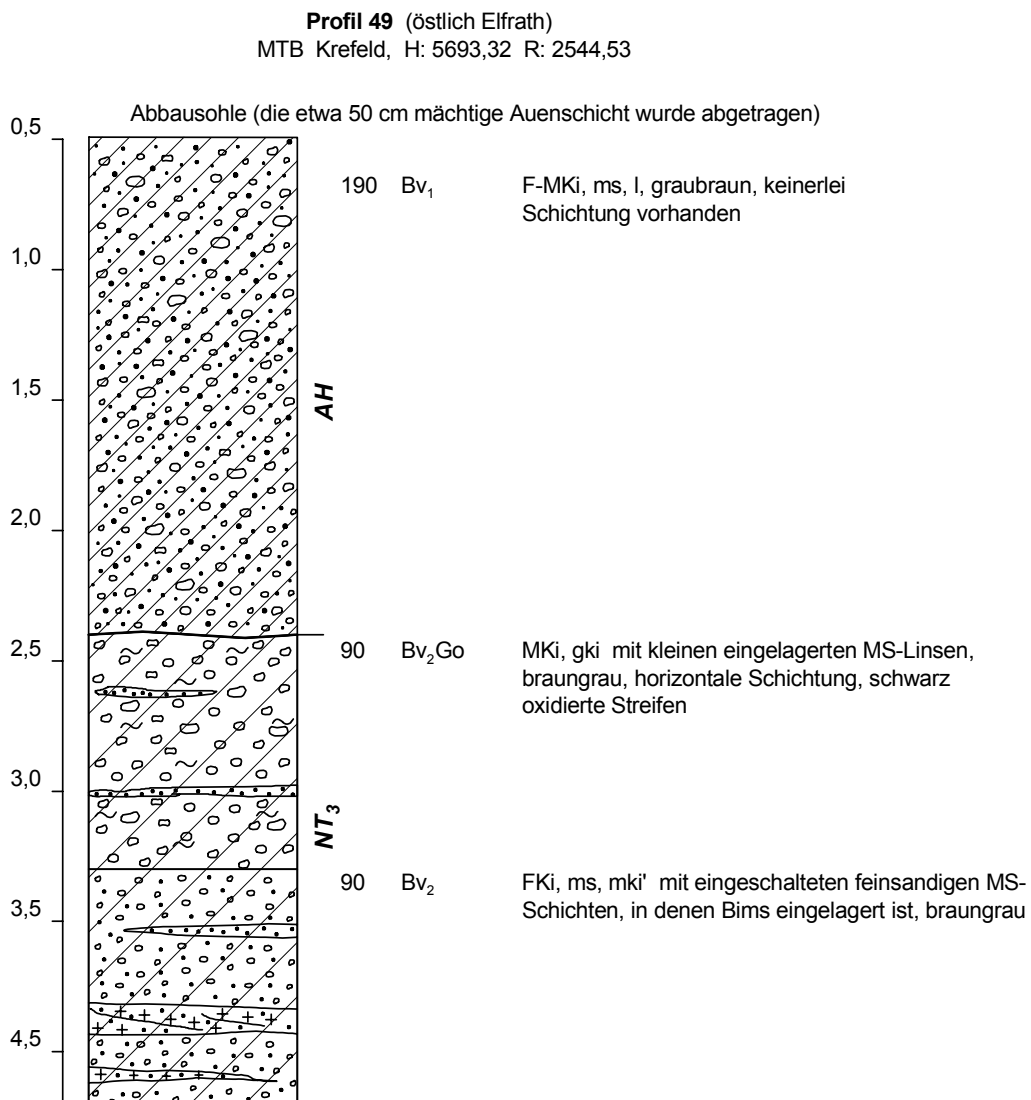 Profil 49 (östlich Elfrath)
MTB Krefeld, H: 5693,32 R: 2544,53
Abbausohle (die etwa 50 cm mächtige Auenschicht wurde abgetragen)
0,5
190 Bv₁ F-MKi, ms, l, graubraun, keinerlei
Schichtung vorhanden
1,0
1,5
AH
2,0
2,5
90 Bv₂Go MKi, gki mit kleinen eingelagerten MS-Linsen,
braungrau, horizontale Schichtung, schwarz
oxidierte Streifen
3,0
NT₃
90 Bv₂ FKi, ms, mki' mit eingeschalteten feinsandigen MS-
Schichten, in denen Bims eingelagert ist, braungrau
3,5
4,5